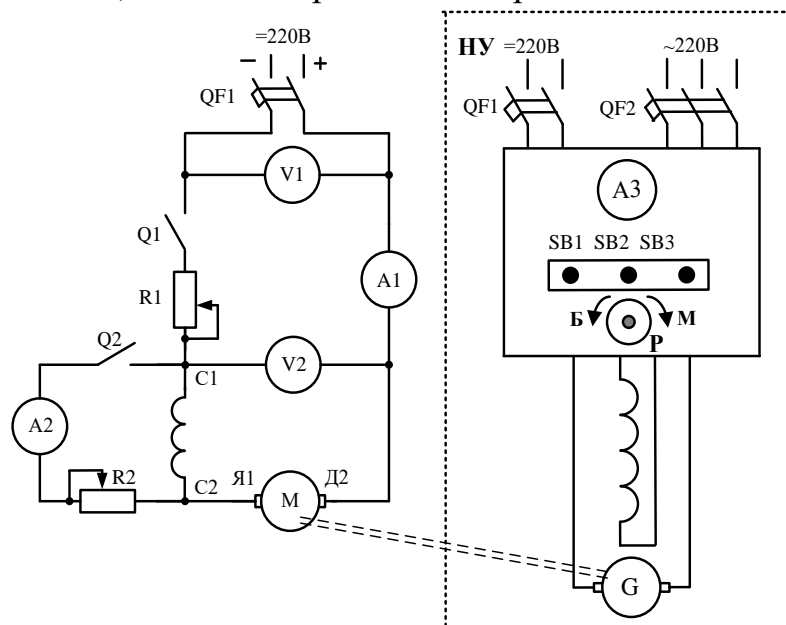 =220В
− +
QF1
V1
Q1
A1
R1
Q2
V2
C1
A2
R2
C2
Я1
Д2
M
НУ =220В ~220В
QF1
QF2
A3
SB1 SB2 SB3
Б М
Р
G